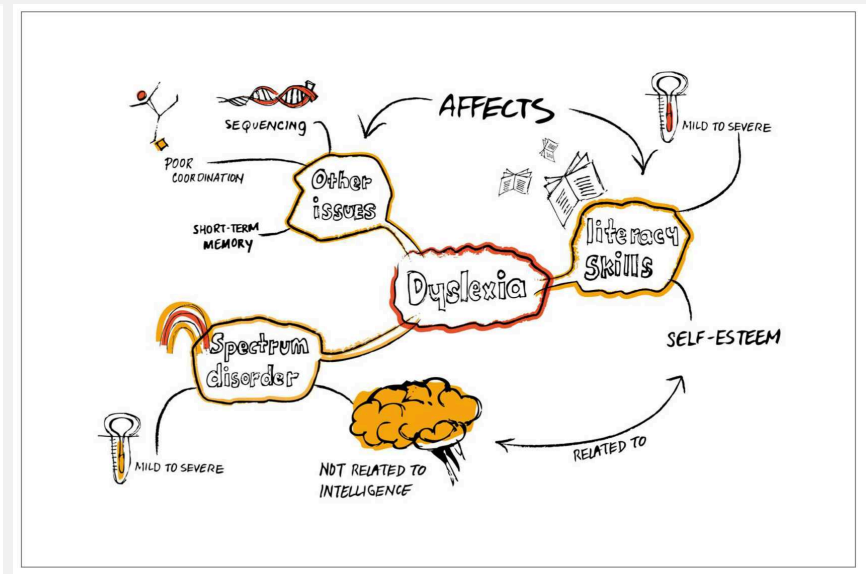 AFFECTS
SEQUENCING
MILD TO SEVERE
POOR
COORDINATION
Other
issues
SHORT-TERM
MEMORY
literacy
skills
Dyslexia
SELF-ESTEEM
Spectrum
disorder
MILD TO SEVERE
NOT RELATED TO
INTELLIGENCE
RELATED TO